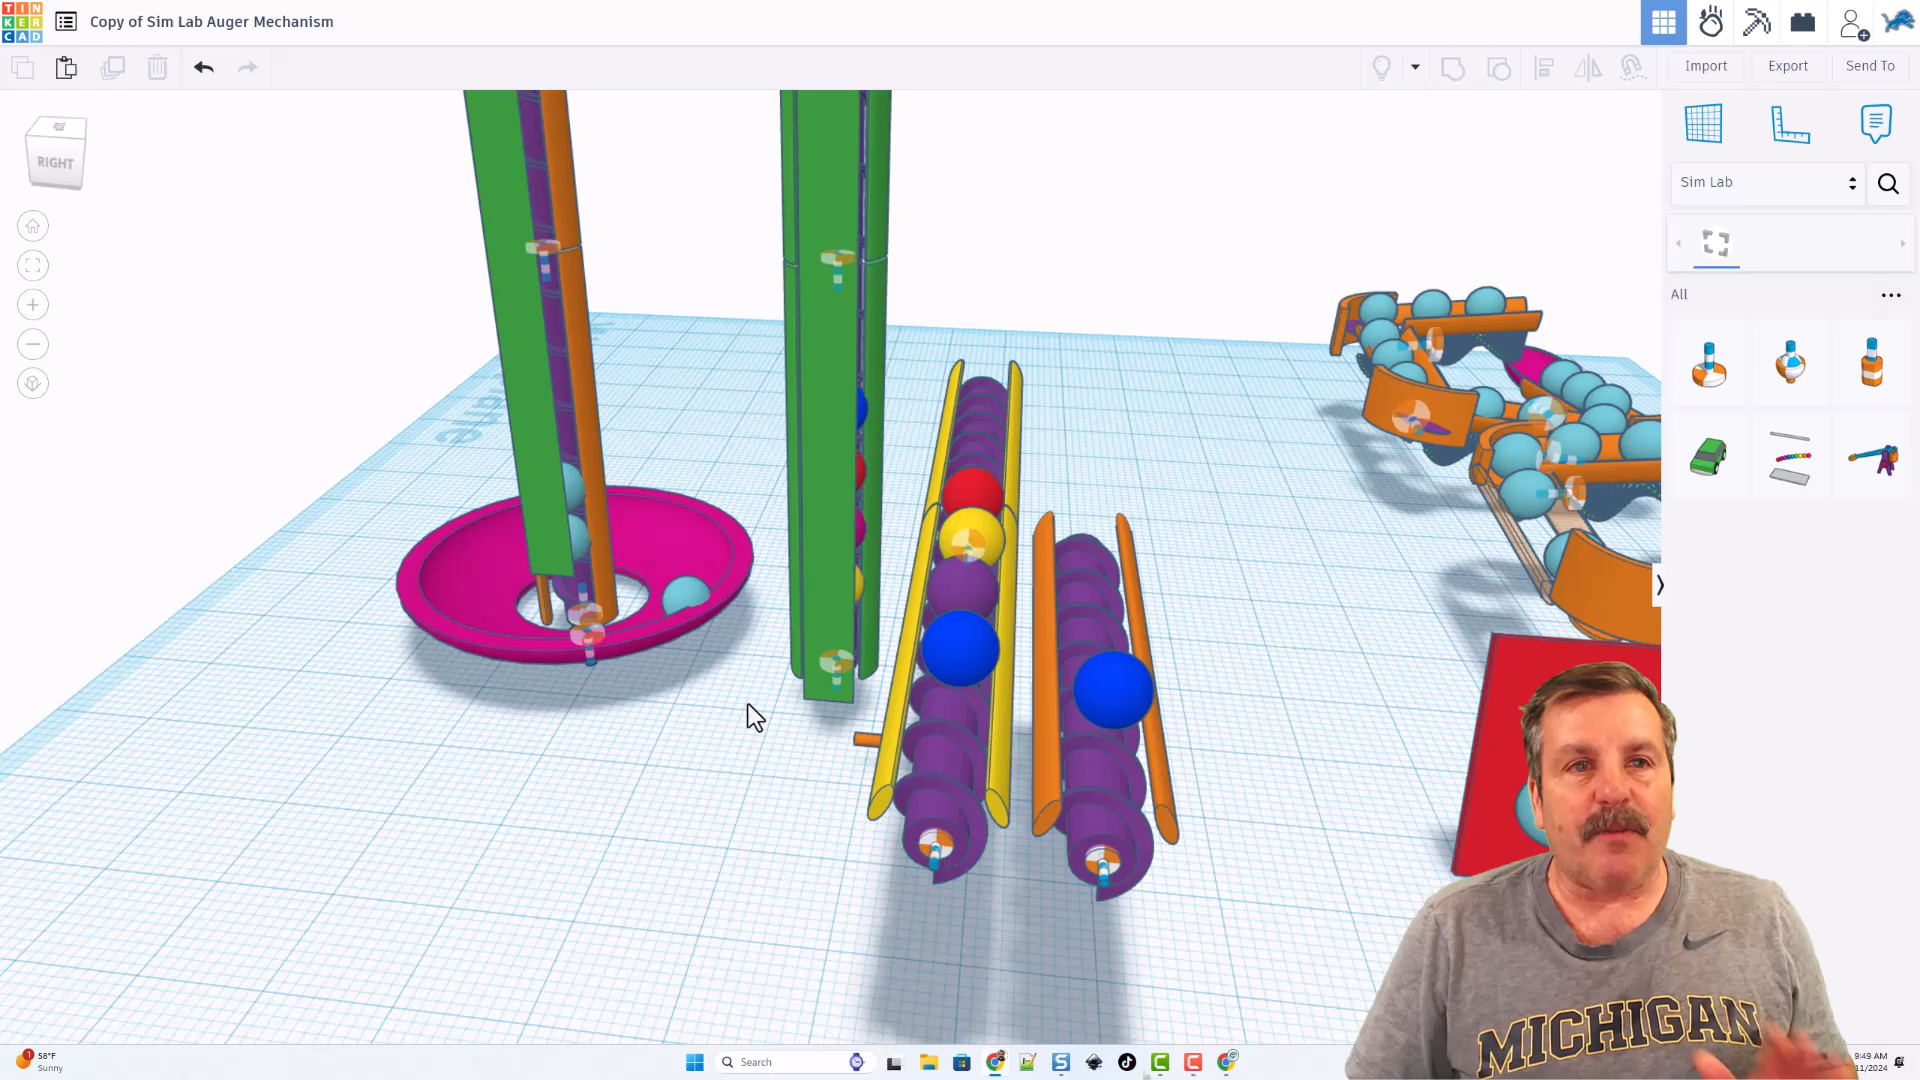 TIN
KER
CAD
Copy of Sim Lab Auger Mechanism
Import
Export
Send To
RIGHT
Sim Lab
All
MICHIGAN
1
58°F
Sunny
Search
9:49 AM